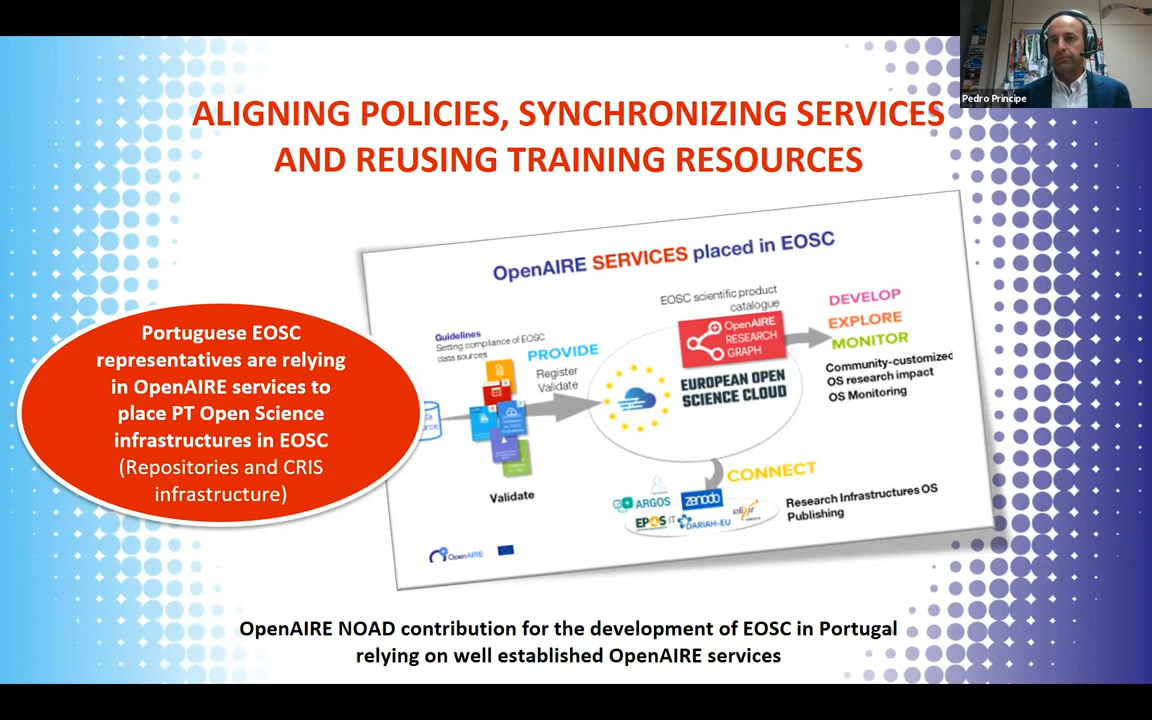 Pedro Principe
ALIGNING POLICIES, SYNCHRONIZING SERVICES
AND REUSING TRAINING RESOURCES
Portuguese EOSC
representatives are relying
in OpenAIRE services to
place PT Open Science
infrastructures in EOSC
(Repositories and CRIS
infrastructure)
OpenAIRE SERVICES placed in EOSC
Guidelines
Setting compliance of EOSC
data sources
PROVIDE
Register
Validate
Validate
EOSC scientific product
catalogue
OpenAIRE
RESEARCH
GRAPH
EUROPEAN OPEN
SCIENCE CLOUD
DEVELOP
EXPLORE
MONITOR
Community-customized
OS research impact
OS Monitoring
CONNECT
ARGOS
zenodo
EPOS IT
DARIAH-EU
elixir
Research Infrastructures OS
Publishing
OpenAIRE
OpenAIRE NOAD contribution for the development of EOSC in Portugal
relying on well established OpenAIRE services